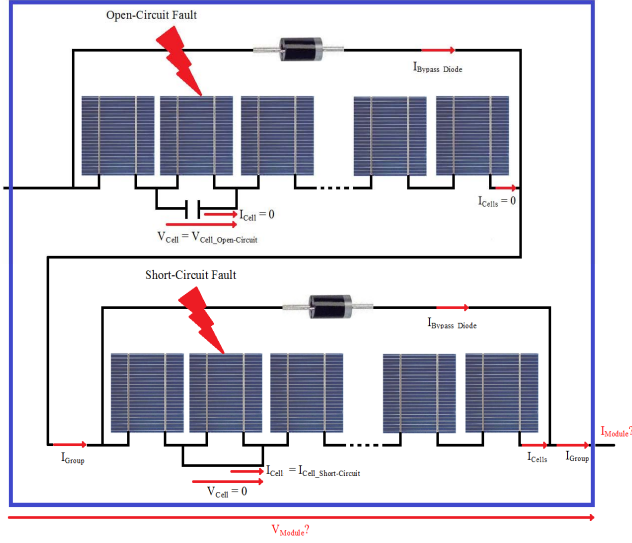 Open-Circuit Fault
I Bypass Diode
I Cell = 0
I Cells = 0
V Cell = V Cell_Open-Circuit
Short-Circuit Fault
I Bypass Diode
I Group
I Cell = I Cell_Short-Circuit
V Cell = 0
I Cells
I Group
I Module?
V Module?